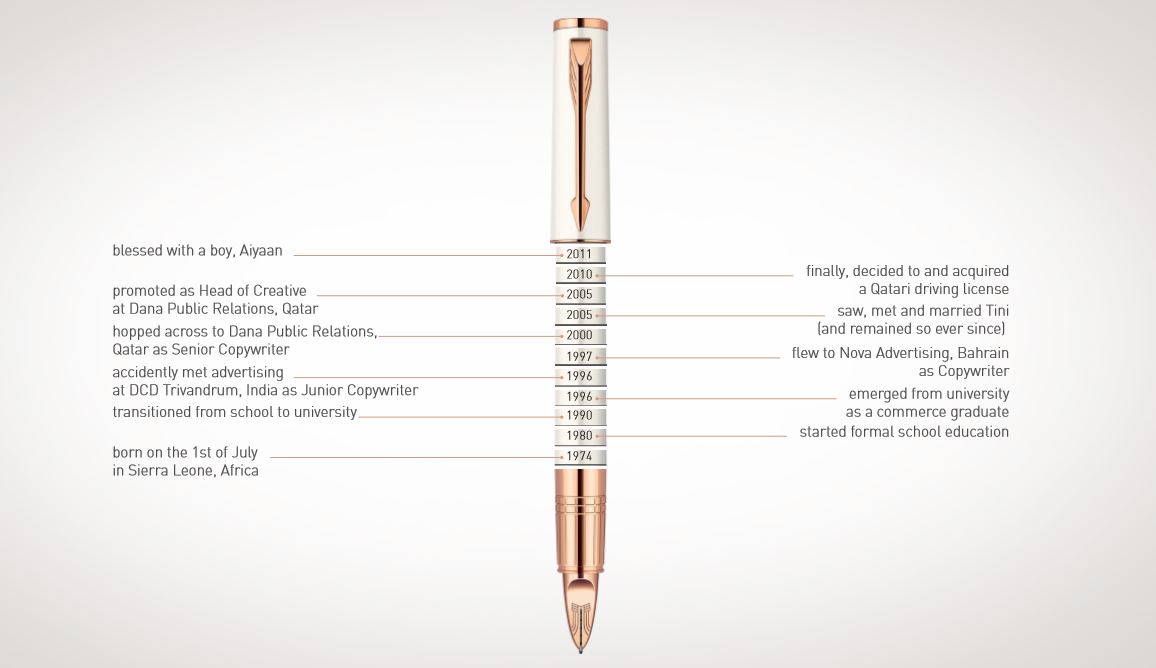 blessed with a boy, Aiyaan
2011
2010
finally, decided to and acquired
a Qatari driving license
promoted as Head of Creative
at Dana Public Relations, Qatar
2005
2005
saw, met and married Tini
(and remained so ever since)
hopped across to Dana Public Relations,
Qatar as Senior Copywriter
2000
1997
flew to Nova Advertising, Bahrain
as Copywriter
accidently met advertising
at DCD Trivandrum, India as Junior Copywriter
1996
1996
emerged from university
as a commerce graduate
transitioned from school to university
1990
1980
started formal school education
born on the 1st of July
in Sierra Leone, Africa
1974